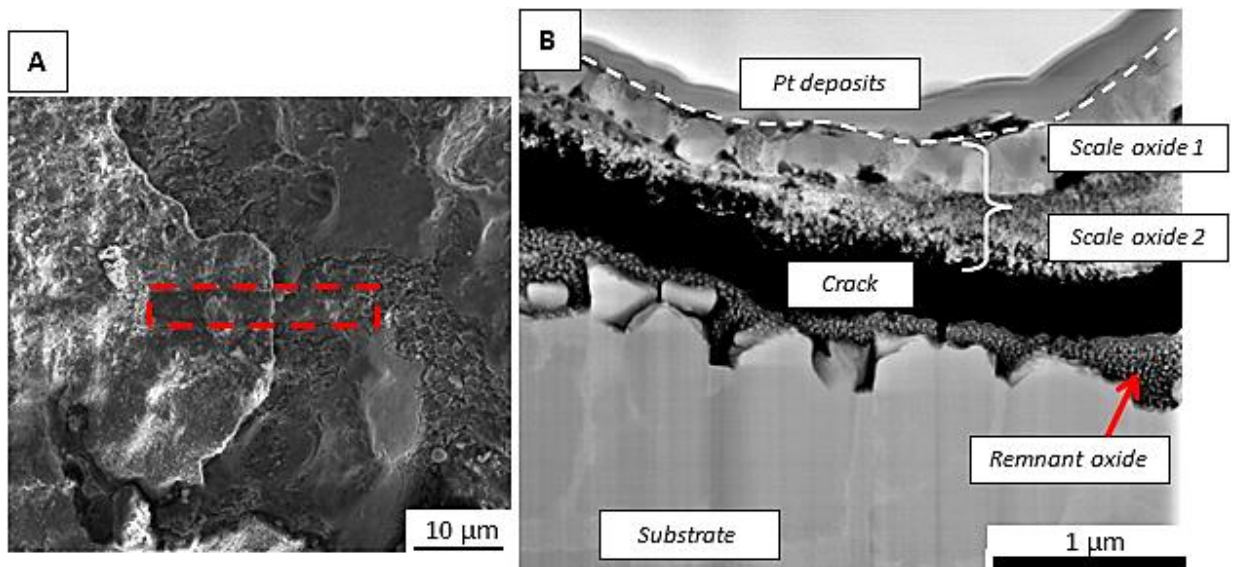 A
10 µm
B
Pt deposits
Scale oxide 1
Scale oxide 2
Crack
Remnant oxide
Substrate
1 µm